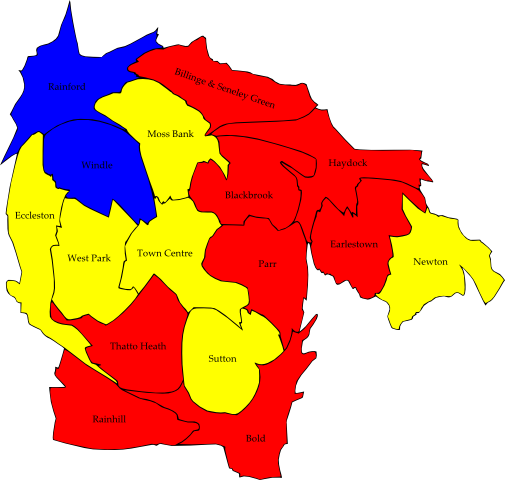 Rainford
Billinge & Seneley Green
Moss Bank
Windle
Haydock
Blackbrook
Eccleston
Earlestown
West Park
Town Centre
Parr
Newton
Thatto Heath
Sutton
Rainhill
Bold